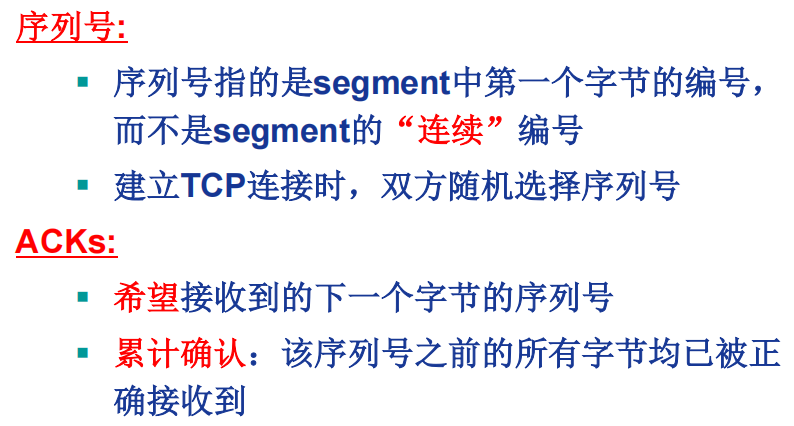 序列号:
▪ 序列号指的是segment中第一个字节的编号，
而不是segment的“连续”编号
▪ 建立TCP连接时，双方随机选择序列号
ACKs:
▪ 希望接收到的下一个字节的序列号
▪ 累计确认：该序列号之前的所有字节均已被正
确接收到